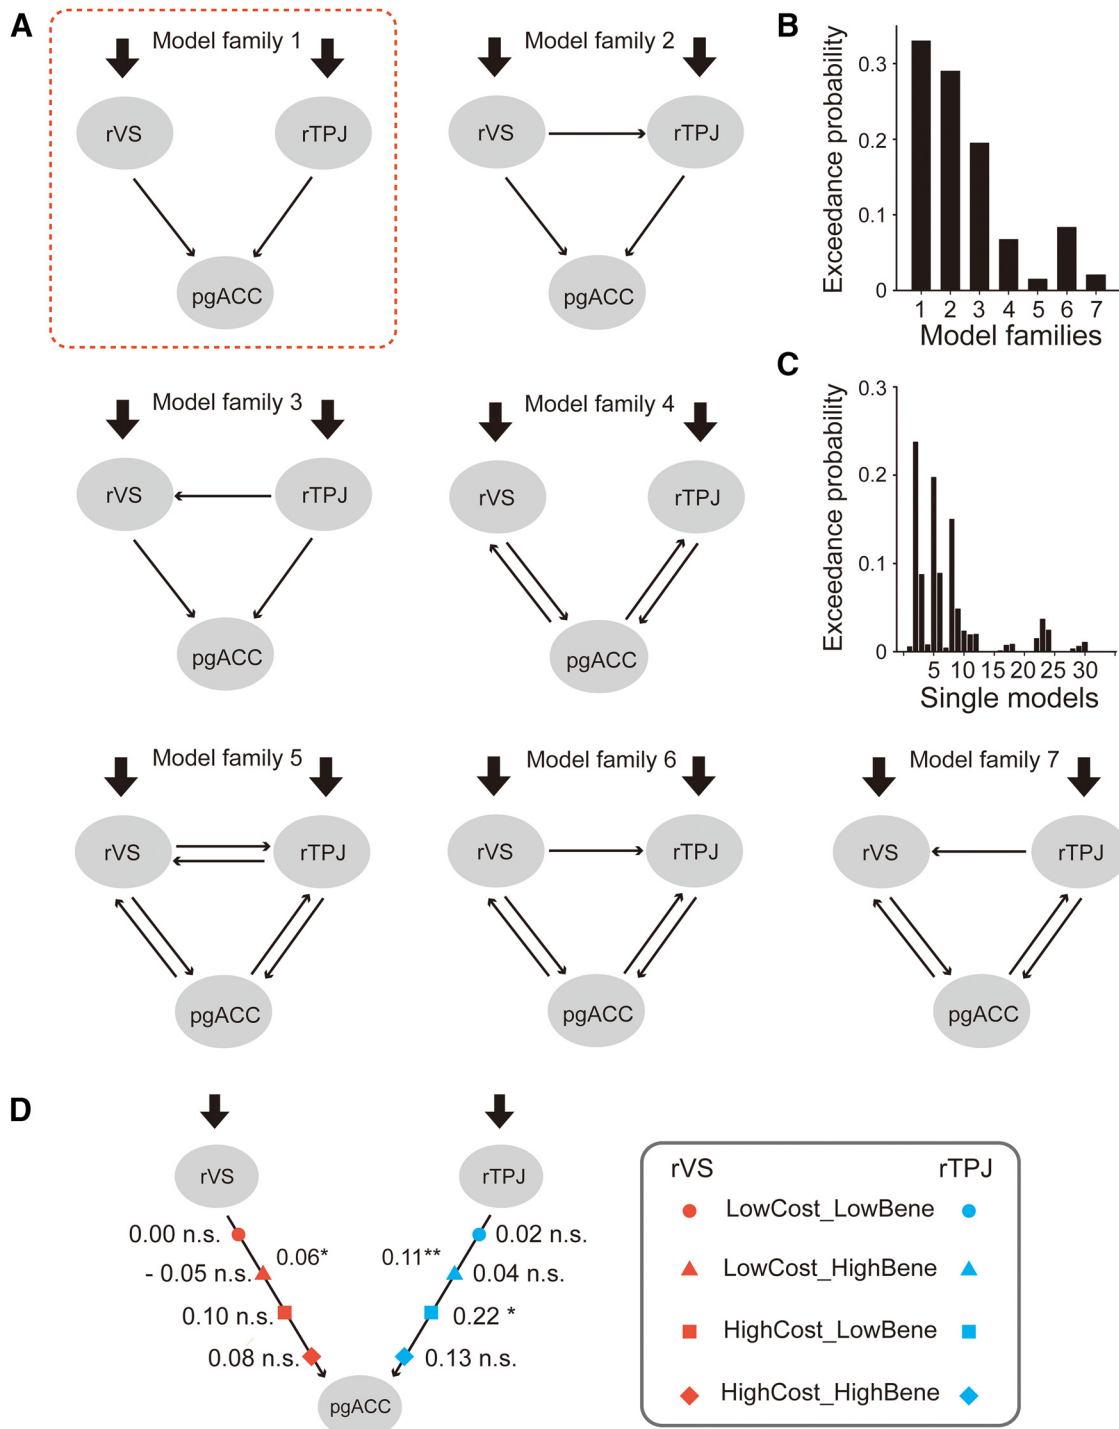 A
Model family 1
rVS
rTPJ
pgACC
Model family 2
rVS
rTPJ
pgACC
B
Exceedance probability
0.3
0.2
0.1
0
1 2 3 4 5 6 7
Model families
Model family 3
rVS
rTPJ
pgACC
Model family 4
rVS
rTPJ
pgACC
C
Exceedance probability
0.3
0.2
0.1
0
5 10 15 20 25 30
Single models
Model family 5
rVS
rTPJ
pgACC
Model family 6
rVS
rTPJ
pgACC
Model family 7
rVS
rTPJ
pgACC
D
rVS
rTPJ
0.00 n.s.
0.06*
0.11**
0.02 n.s.
- 0.05 n.s.
0.04 n.s.
0.10 n.s.
0.22 *
0.08 n.s.
0.13 n.s.
pgACC
rVS rTPJ
LowCost_LowBene
LowCost_HighBene
HighCost_LowBene
HighCost_HighBene